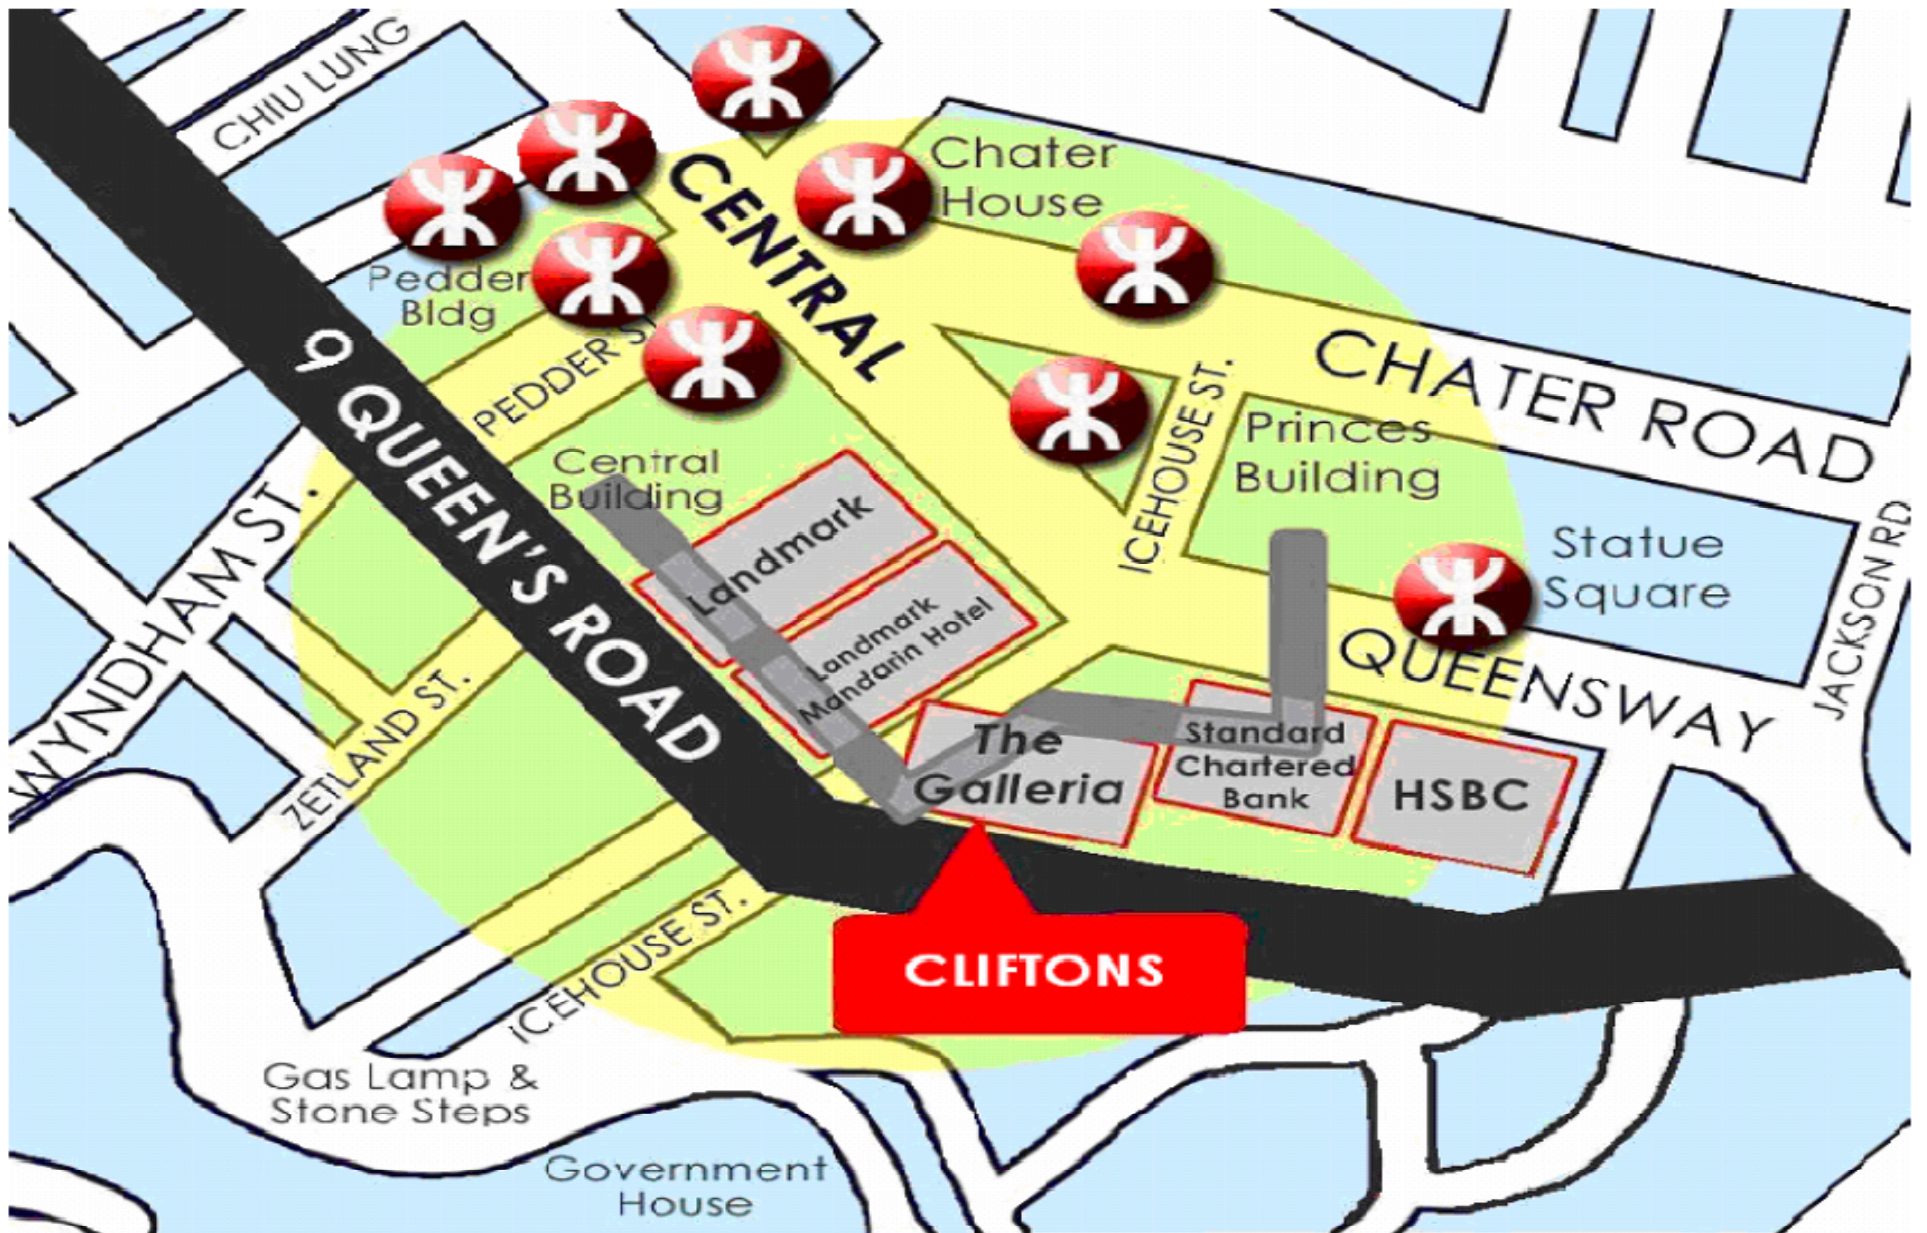 CHIU LUNG
CENTRAL
Chater
House
Pedder
Bldg
PEDDER ST
9 QUEEN'S ROAD
CHATER ROAD
ICEHOUSE ST.
Princes
Building
Central
Building
Landmark
Landmark
Mandarin Hotel
WYNDHAM ST.
Statue
Square
JACKSON RD
QUEENSWAY
ZETLAND ST.
The
Galleria
Standard
Chartered
Bank
HSBC
CLIFTONS
ICEHOUSE ST.
Gas Lamp &
Stone Steps
Government
House